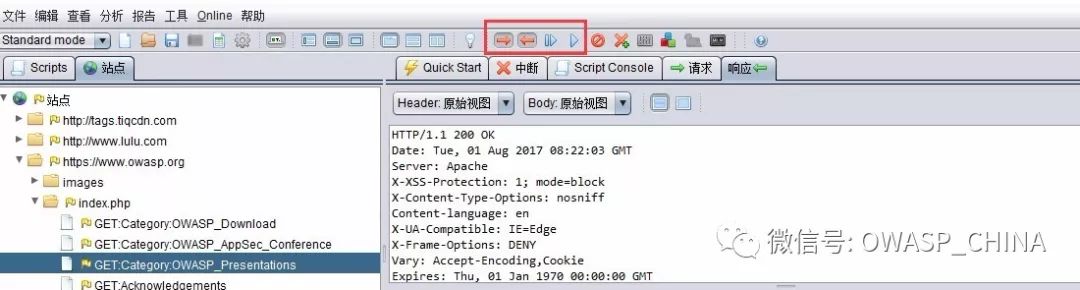 文件 编辑 查看 分析 报告 工具 Online 帮助
Standard mode
Scripts 站点
Quick Start 中断 Script Console 请求 响应
站点
http://tags.tiqcdn.com
http://www.lulu.com
https://www.owasp.org
images
index.php
GET:Category:OWASP_Download
GET:Category:OWASP_AppSec_Conference
GET:Category:OWASP_Presentations
GET:Acknowledgements
Header: 原始视图 Body: 原始视图
HTTP/1.1 200 OK
Date: Tue, 01 Aug 2017 08:22:03 GMT
Server: Apache
X-XSS-Protection: 1; mode=block
X-Content-Type-Options: nosniff
Content-language: en
X-UA-Compatible: IE=Edge
X-Frame-Options: DENY
Vary: Accept-Encoding,Cookie
Expires: Thu, 01 Jan 1970 00:00:00 GMT
微信号: OWASP_CHINA